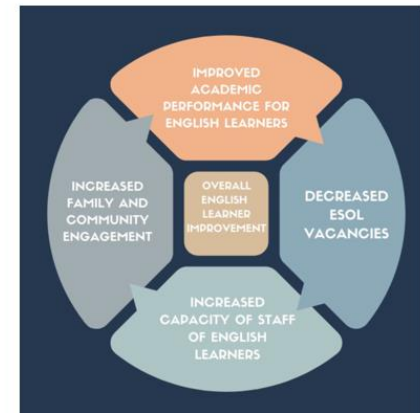 IMPROVED
ACADEMIC
PERFORMANCE FOR
ENGLISH LEARNERS
INCREASED
FAMILY AND
COMMUNITY
ENGAGEMENT
OVERALL
ENGLISH
LEARNER
IMPROVEMENT
DECREASED
ESOL
VACANCIES
INCREASED
CAPACITY OF STAFF
OF ENGLISH
LEARNERS